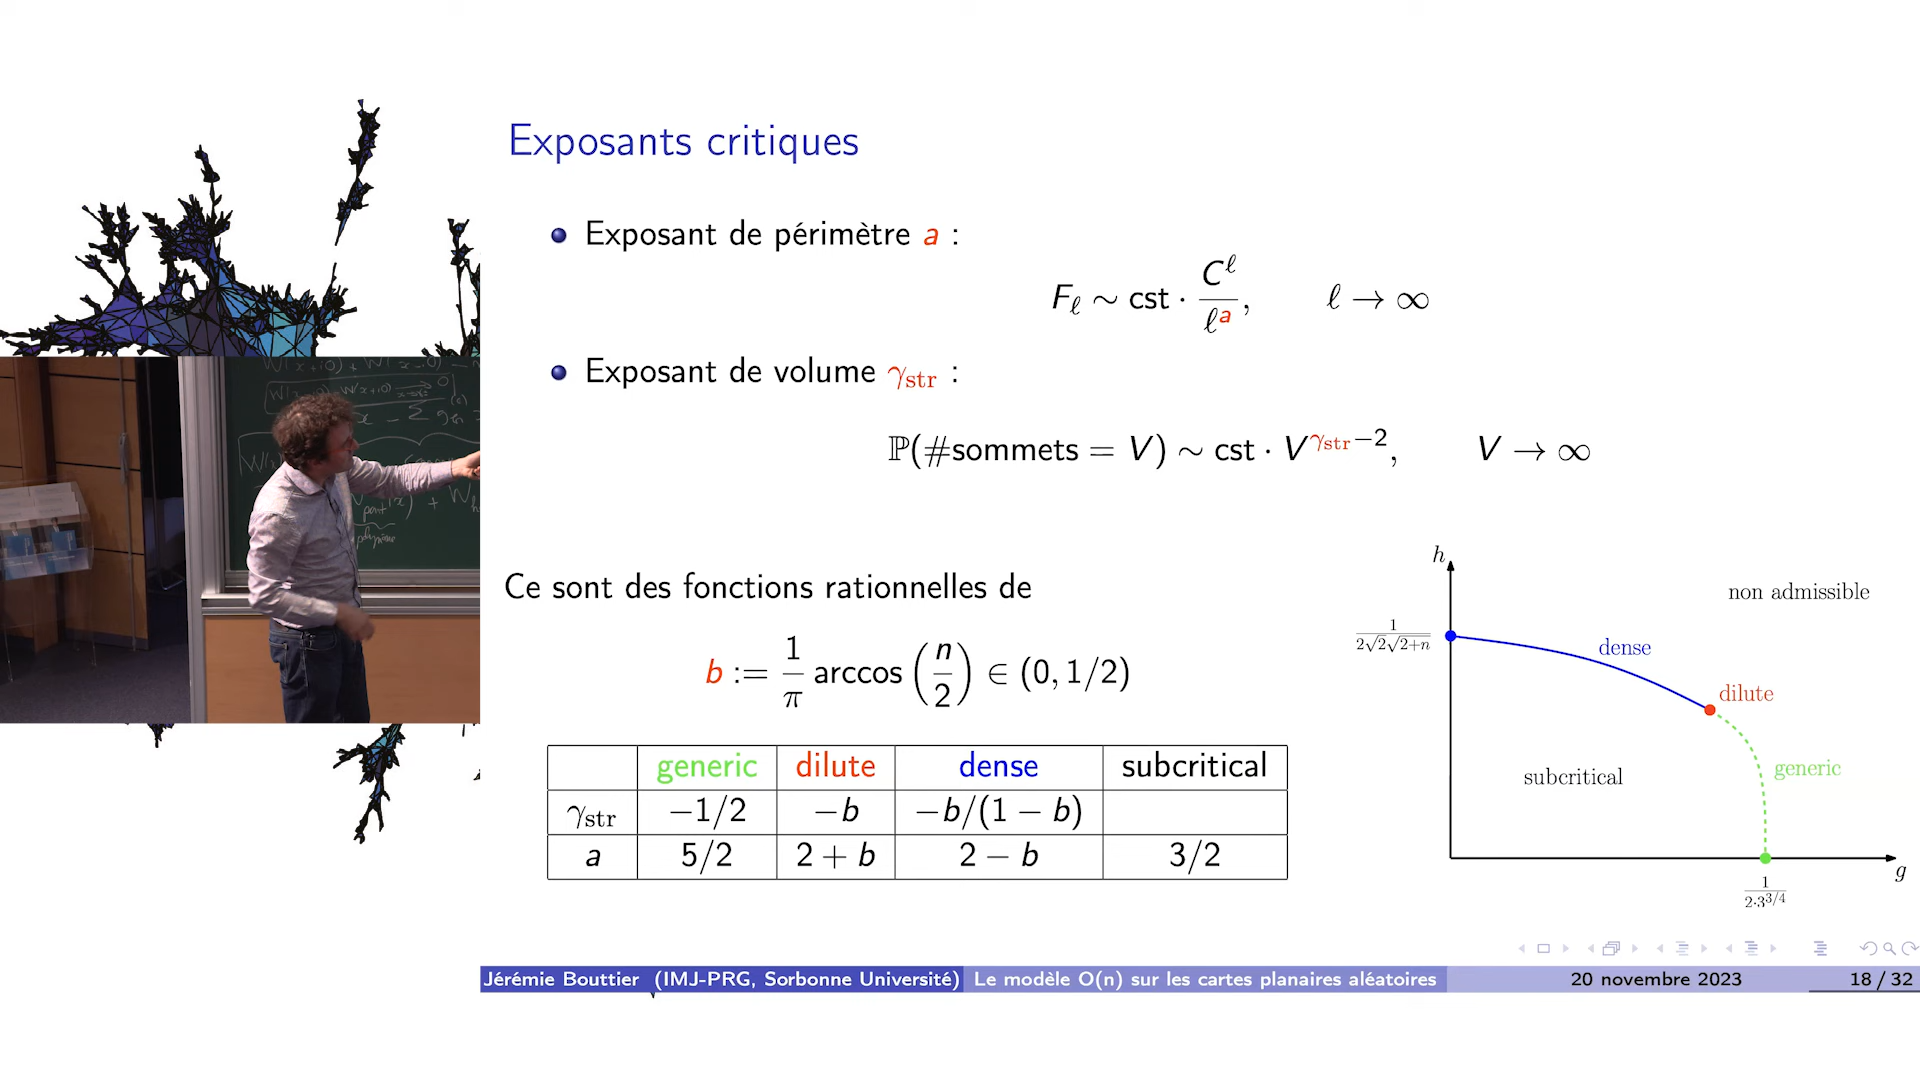 Exposants critiques
Exposant de périmètre a :
F_ℓ ∼ cst · C^ℓ / ℓ^a, ℓ → ∞
Exposant de volume γ_str :
ℙ(#sommets = V) ∼ cst · V^{γ_str−2}, V → ∞
Ce sont des fonctions rationnelles de
b := 1/π arccos (n/2) ∈ (0, 1/2)
generic dilute dense subcritical
γ_str −1/2 −b −b/(1 − b)
a 5/2 2 + b 2 − b 3/2
h
non admissible
1/(2√2√(2+n))
dense
dilute
generic
subcritical
g
1/(2·3^{3/4})
Jérémie Bouttier (IMJ-PRG, Sorbonne Université) Le modèle O(n) sur les cartes planaires aléatoires 20 novembre 2023 18 / 32